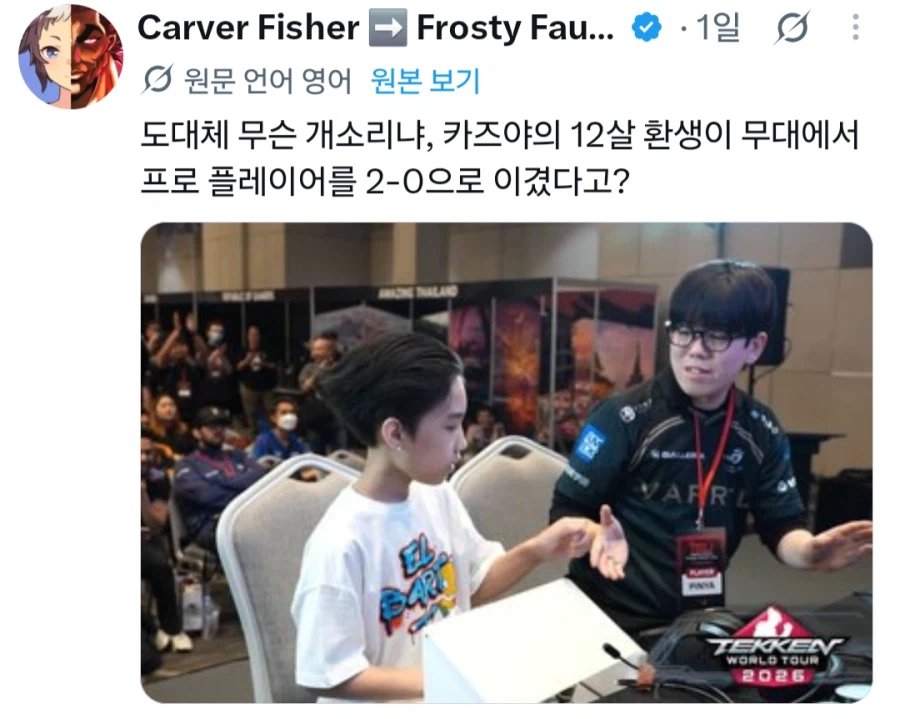 Carver Fisher ➡️ Frosty Fau... · 1일
원문 언어 영어 원본 보기
도대체 무슨 개소리냐, 카즈야의 12살 환생이 무대에서
프로 플레이어를 2-0으로 이겼다고?
AMAZING THAILAND
EL
BART
VARREL
PLAYER
PINYA
TEKKEN
WORLD TOUR
2026